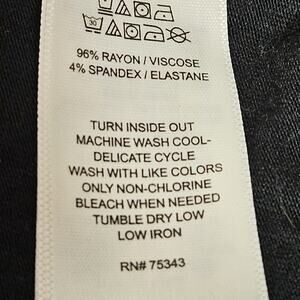 30
96% RAYON / VISCOSE
4% SPANDEX / ELASTANE
TURN INSIDE OUT
MACHINE WASH COOL-
DELICATE CYCLE
WASH WITH LIKE COLORS
ONLY NON-CHLORINE
BLEACH WHEN NEEDED
TUMBLE DRY LOW
LOW IRON
RN# 75343